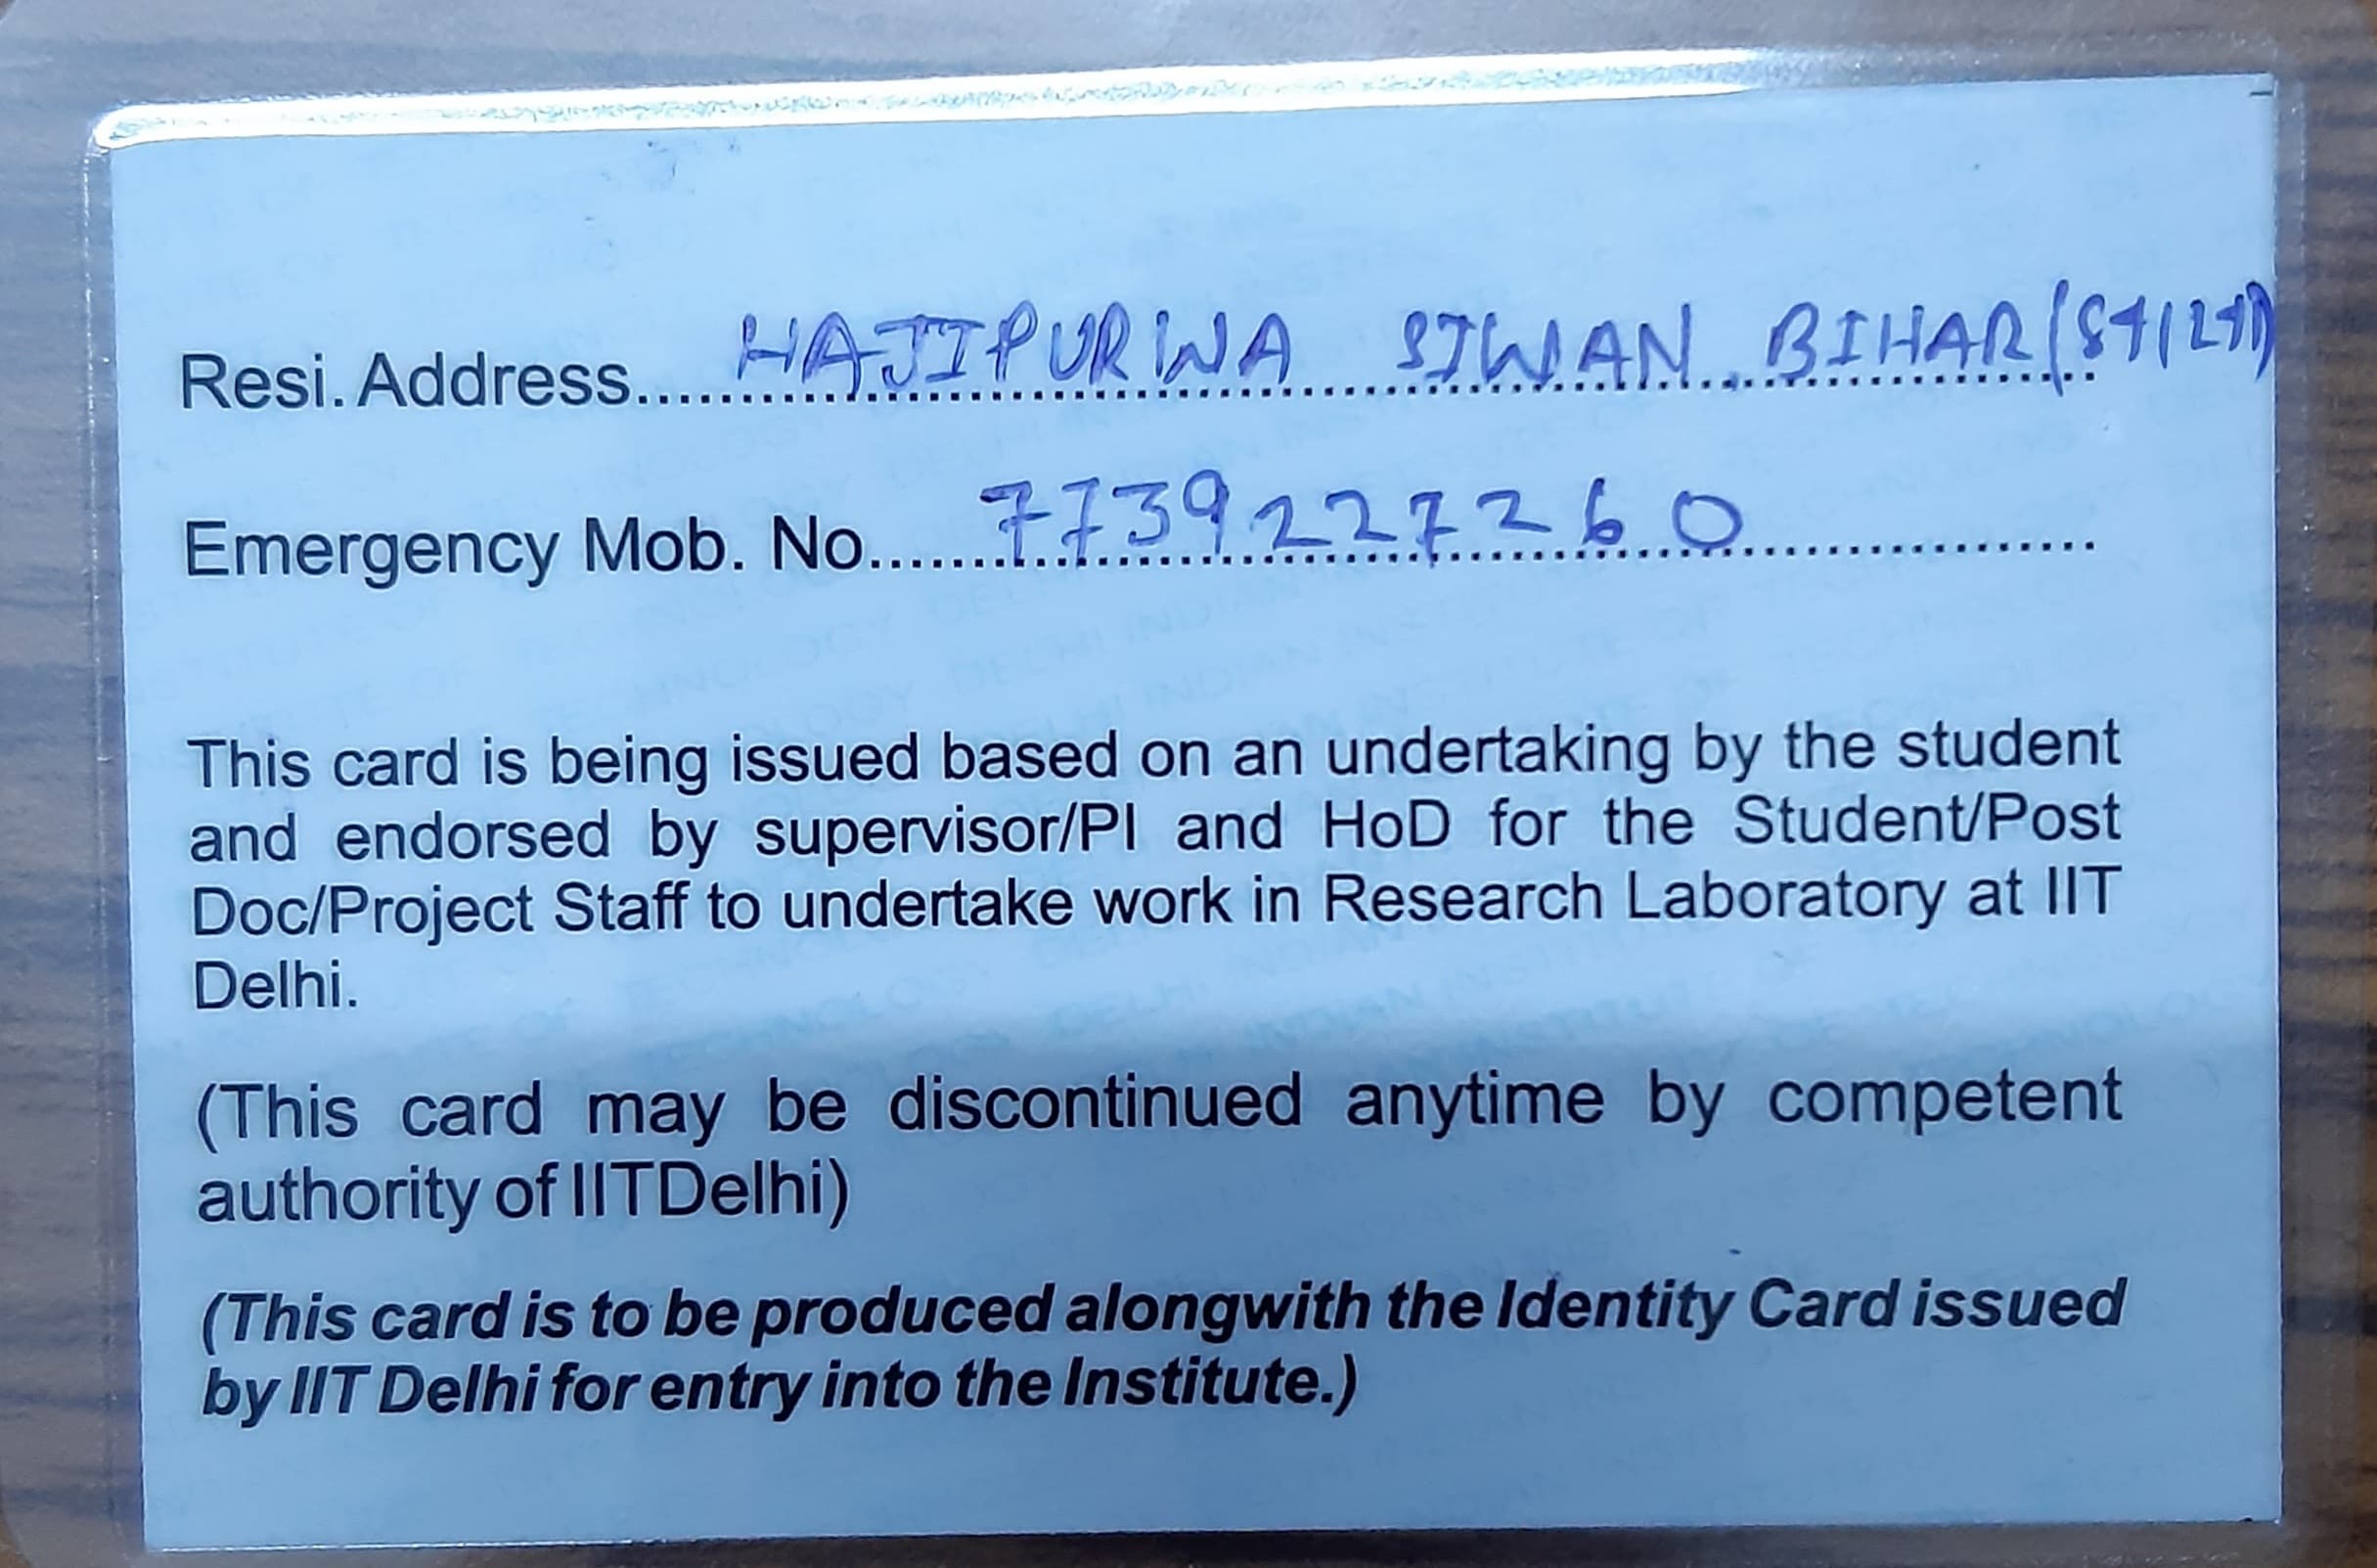 Resi. Address..... HAJIPURWA SIWAN BIHAR (841241)
Emergency Mob. No...... 7739227260
This card is being issued based on an undertaking by the student
and endorsed by supervisor/PI and HoD for the Student/Post
Doc/Project Staff to undertake work in Research Laboratory at IIT
Delhi.
(This card may be discontinued anytime by competent
authority of IITDelhi)
(This card is to be produced alongwith the Identity Card issued
by IIT Delhi for entry into the Institute.)